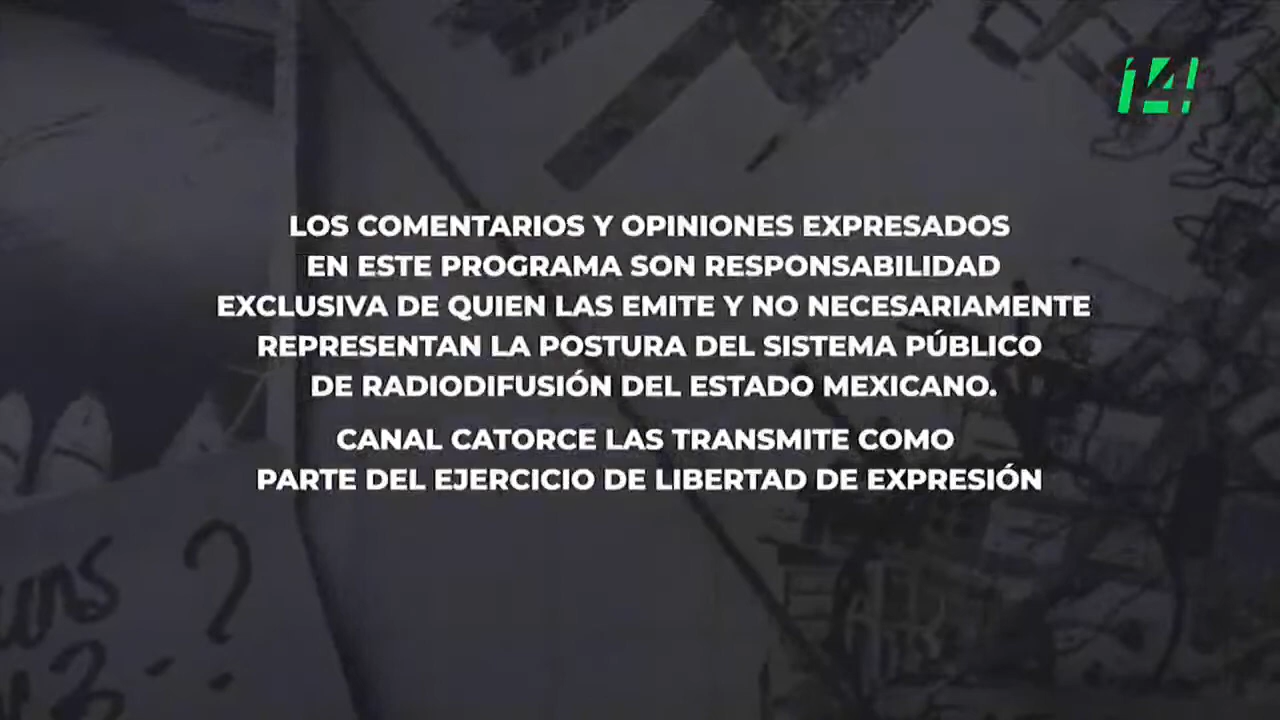 14
LOS COMENTARIOS Y OPINIONES EXPRESADOS
EN ESTE PROGRAMA SON RESPONSABILIDAD
EXCLUSIVA DE QUIEN LAS EMITE Y NO NECESARIAMENTE
REPRESENTAN LA POSTURA DEL SISTEMA PÚBLICO
DE RADIODIFUSIÓN DEL ESTADO MEXICANO.
CANAL CATORCE LAS TRANSMITE COMO
PARTE DEL EJERCICIO DE LIBERTAD DE EXPRESIÓN